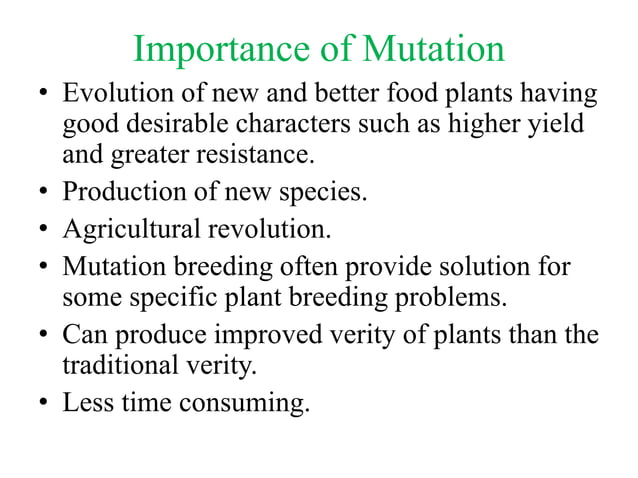 Importance of Mutation
• Evolution of new and better food plants having
good desirable characters such as higher yield
and greater resistance.
• Production of new species.
• Agricultural revolution.
• Mutation breeding often provide solution for
some specific plant breeding problems.
• Can produce improved verity of plants than the
traditional verity.
• Less time consuming.